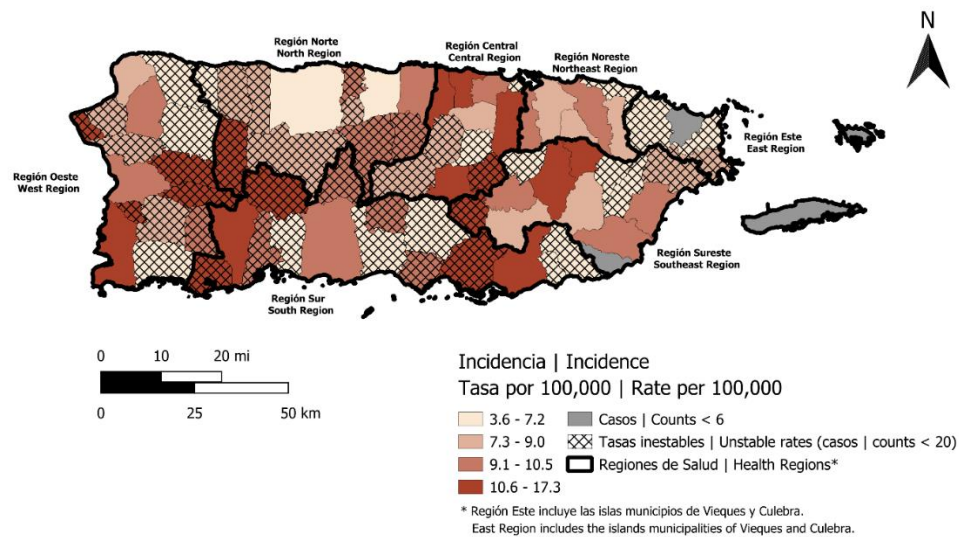 N
Región Norte
North Region
Región Central
Central Region
Región Noreste
Northeast Region
Región Este
East Region
Región Oeste
West Region
Región Sureste
Southeast Region
Región Sur
South Region
0 10 20 mi
0 25 50 km
Incidencia | Incidence
Tasa por 100,000 | Rate per 100,000
3.6 - 7.2 Casos | Counts < 6
7.3 - 9.0 Tasas inestables | Unstable rates (casos | counts < 20)
9.1 - 10.5 Regiones de Salud | Health Regions*
10.6 - 17.3
* Región Este incluye las islas municipios de Vieques y Culebra.
East Region includes the islands municipalities of Vieques and Culebra.